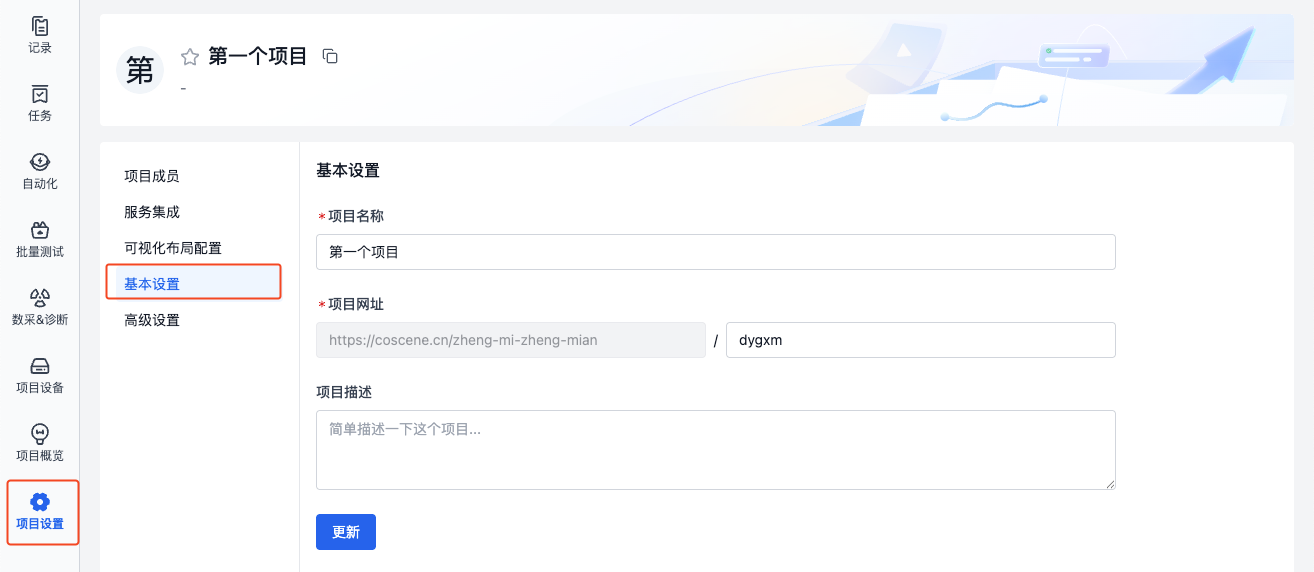 记录
任务
自动化
批量测试
数采&诊断
项目设备
项目概览
项目设置
第
第一个项目
-
项目成员
服务集成
可视化布局配置
基本设置
高级设置
基本设置
*项目名称
第一个项目
*项目网址
https://coscene.cn/zheng-mi-zheng-mian / dygxm
项目描述
简单描述一下这个项目...
更新